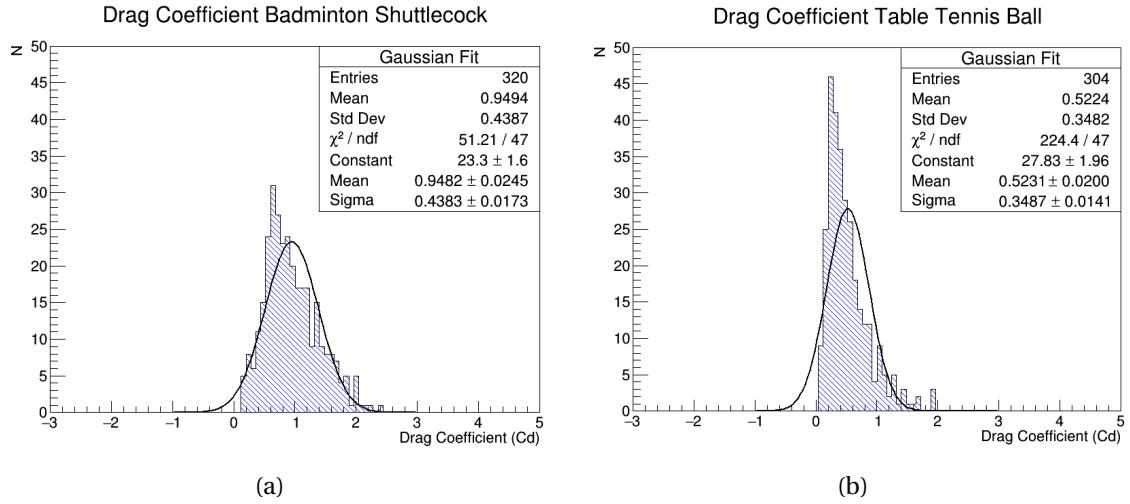 Drag Coefficient Badminton Shuttlecock
N
50
45
40
35
30
25
20
15
10
5
0
−3 −2 −1 0 1 2 3 4 5
Drag Coefficient (Cd)
Gaussian Fit
Entries 320
Mean 0.9494
Std Dev 0.4387
χ² / ndf 51.21 / 47
Constant 23.3 ± 1.6
Mean 0.9482 ± 0.0245
Sigma 0.4383 ± 0.0173
(a)
Drag Coefficient Table Tennis Ball
N
50
45
40
35
30
25
20
15
10
5
0
−3 −2 −1 0 1 2 3 4 5
Drag Coefficient (Cd)
Gaussian Fit
Entries 304
Mean 0.5224
Std Dev 0.3482
χ² / ndf 224.4 / 47
Constant 27.83 ± 1.96
Mean 0.5231 ± 0.0200
Sigma 0.3487 ± 0.0141
(b)